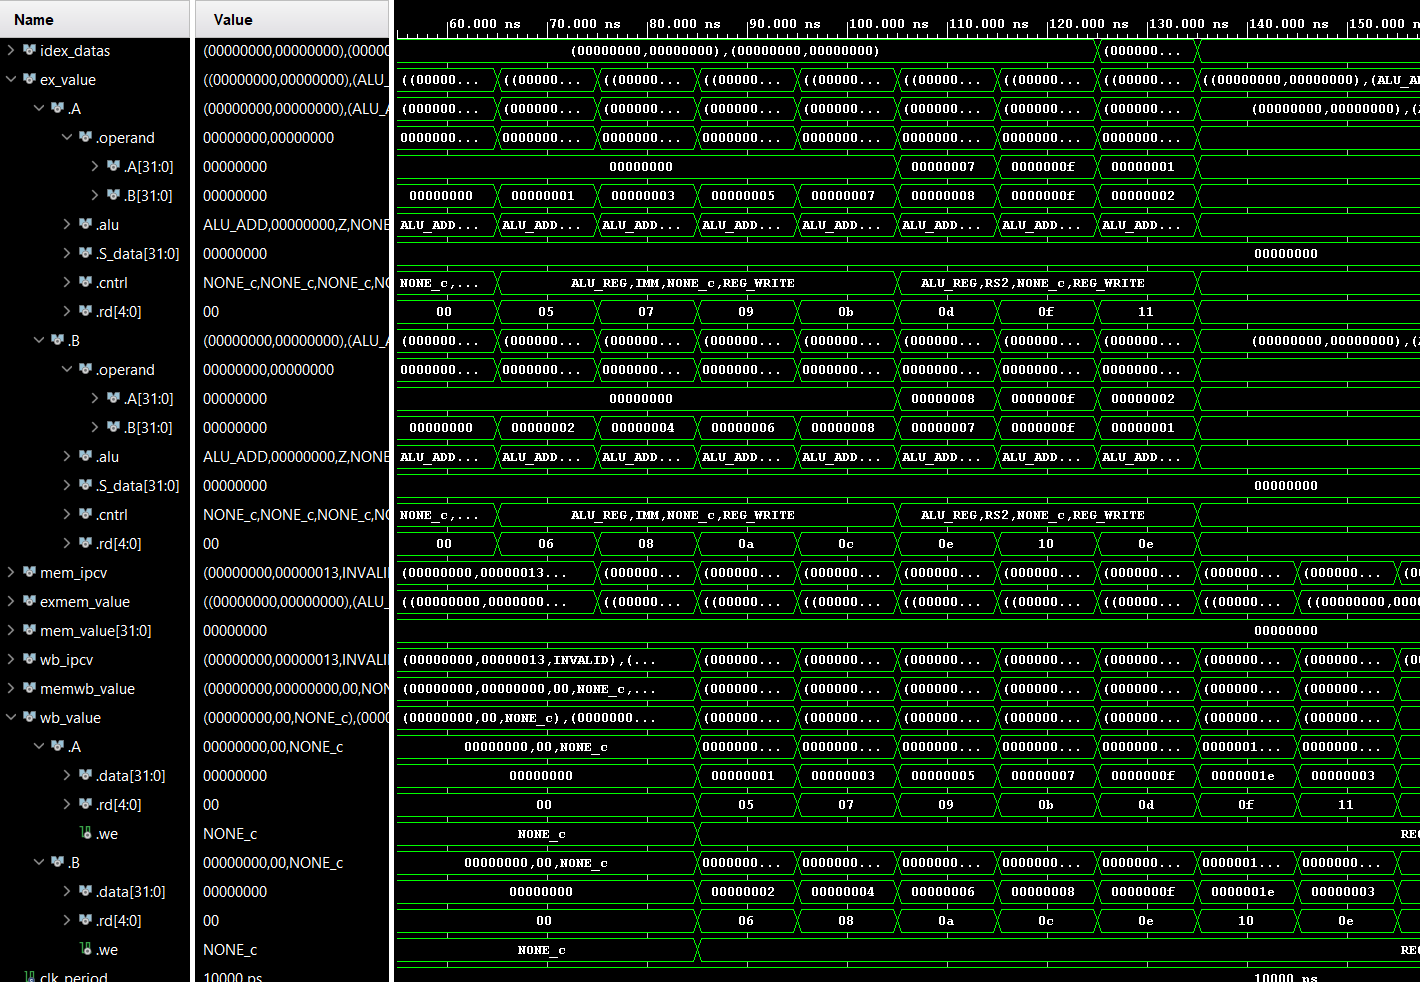 Name Value 60.000 ns 70.000 ns 80.000 ns 90.000 ns 100.000 ns 110.000 ns 120.000 ns 130.000 ns 140.000 ns 150.000
idex_datas (00000000,00000000),(00000 (00000000,00000000),(00000000,00000000) (000000...
ex_value ((00000000,00000000),(ALU_ ((00000... ((00000... ((00000... ((00000... ((00000... ((00000... ((00000... ((00000... ((00000000,00000000),(ALU_A
.A (00000000,00000000),(ALU_A (000000... (000000... (000000... (000000... (000000... (000000... (000000... (000000... (00000000,00000000),(
.operand 00000000,00000000 0000000... 0000000... 0000000... 0000000... 0000000... 0000000... 0000000... 0000000...
.A[31:0] 00000000 00000000 00000007 0000000f 00000001
.B[31:0] 00000000 00000000 00000001 00000003 00000005 00000007 00000008 0000000f 00000002
.alu ALU_ADD,00000000,Z,NONE ALU_ADD... ALU_ADD... ALU_ADD... ALU_ADD... ALU_ADD... ALU_ADD... ALU_ADD... ALU_ADD...
.S_data[31:0] 00000000 00000000
.cntrl NONE_c,NONE_c,NONE_c,NO NONE_c,... ALU_REG,IMM,NONE_c,REG_WRITE ALU_REG,RS2,NONE_c,REG_WRITE
.rd[4:0] 00 00 05 07 09 0b 0d 0f 11
.B (00000000,00000000),(ALU_A (000000... (000000... (000000... (000000... (000000... (000000... (000000... (000000... (00000000,00000000),(
.operand 00000000,00000000 0000000... 0000000... 0000000... 0000000... 0000000... 0000000... 0000000... 0000000...
.A[31:0] 00000000 00000000 00000008 0000000f 00000002
.B[31:0] 00000000 00000000 00000002 00000004 00000006 00000008 00000007 0000000f 00000001
.alu ALU_ADD,00000000,Z,NONE ALU_ADD... ALU_ADD... ALU_ADD... ALU_ADD... ALU_ADD... ALU_ADD... ALU_ADD... ALU_ADD...
.S_data[31:0] 00000000 00000000
.cntrl NONE_c,NONE_c,NONE_c,NO NONE_c,... ALU_REG,IMM,NONE_c,REG_WRITE ALU_REG,RS2,NONE_c,REG_WRITE
.rd[4:0] 00 00 06 08 0a 0c 0e 10 0e
mem_ipcv (00000000,00000013,INVALI (00000000,00000013... (000000... (000000... (000000... (000000... (000000... (000000... (000000... (000000... (00
exmem_value ((00000000,00000000),(ALU_ ((00000000,0000000... ((00000... ((00000... ((00000... ((00000... ((00000... ((00000... ((00000... ((00000000,0000
mem_value[31:0] 00000000 00000000
wb_ipcv (00000000,00000013,INVALI (00000000,00000013,INVALID),(... (000000... (000000... (000000... (000000... (000000... (000000... (000000... (00
memwb_value (00000000,00000000,00,NON (00000000,00000000,00,NONE_c,... (000000... (000000... (000000... (000000... (000000... (000000... (000000...
wb_value (00000000,00,NONE_c),(0000 (00000000,00,NONE_c),(0000000... (000000... (000000... (000000... (000000... (000000... (000000... (000000...
.A 00000000,00,NONE_c 00000000,00,NONE_c 0000000... 0000000... 0000000... 0000000... 0000000... 0000001... 0000000...
.data[31:0] 00000000 00000000 00000001 00000003 00000005 00000007 0000000f 0000001e 00000003
.rd[4:0] 00 00 05 07 09 0b 0d 0f 11
.we NONE_c NONE_c REG
.B 00000000,00,NONE_c 00000000,00,NONE_c 0000000... 0000000... 0000000... 0000000... 0000000... 0000001... 0000000...
.data[31:0] 00000000 00000000 00000002 00000004 00000006 00000008 0000000f 0000001e 00000003
.rd[4:0] 00 00 06 08 0a 0c 0e 10 0e
.we NONE_c NONE_c REG
clk_period 10000 ps 10000 ps